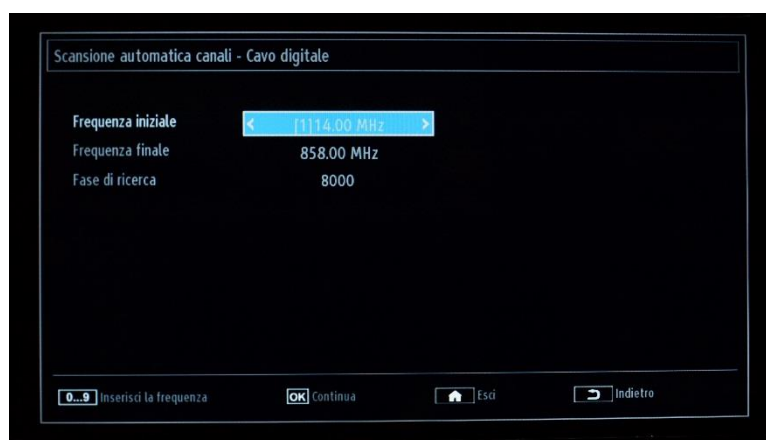 Scansione automatica canali - Cavo digitale
Frequenza iniziale < [1]14.00 MHz >
Frequenza finale 858.00 MHz
Fase di ricerca 8000
0...9 Inserisci la frequenza OK Continua Esci Indietro